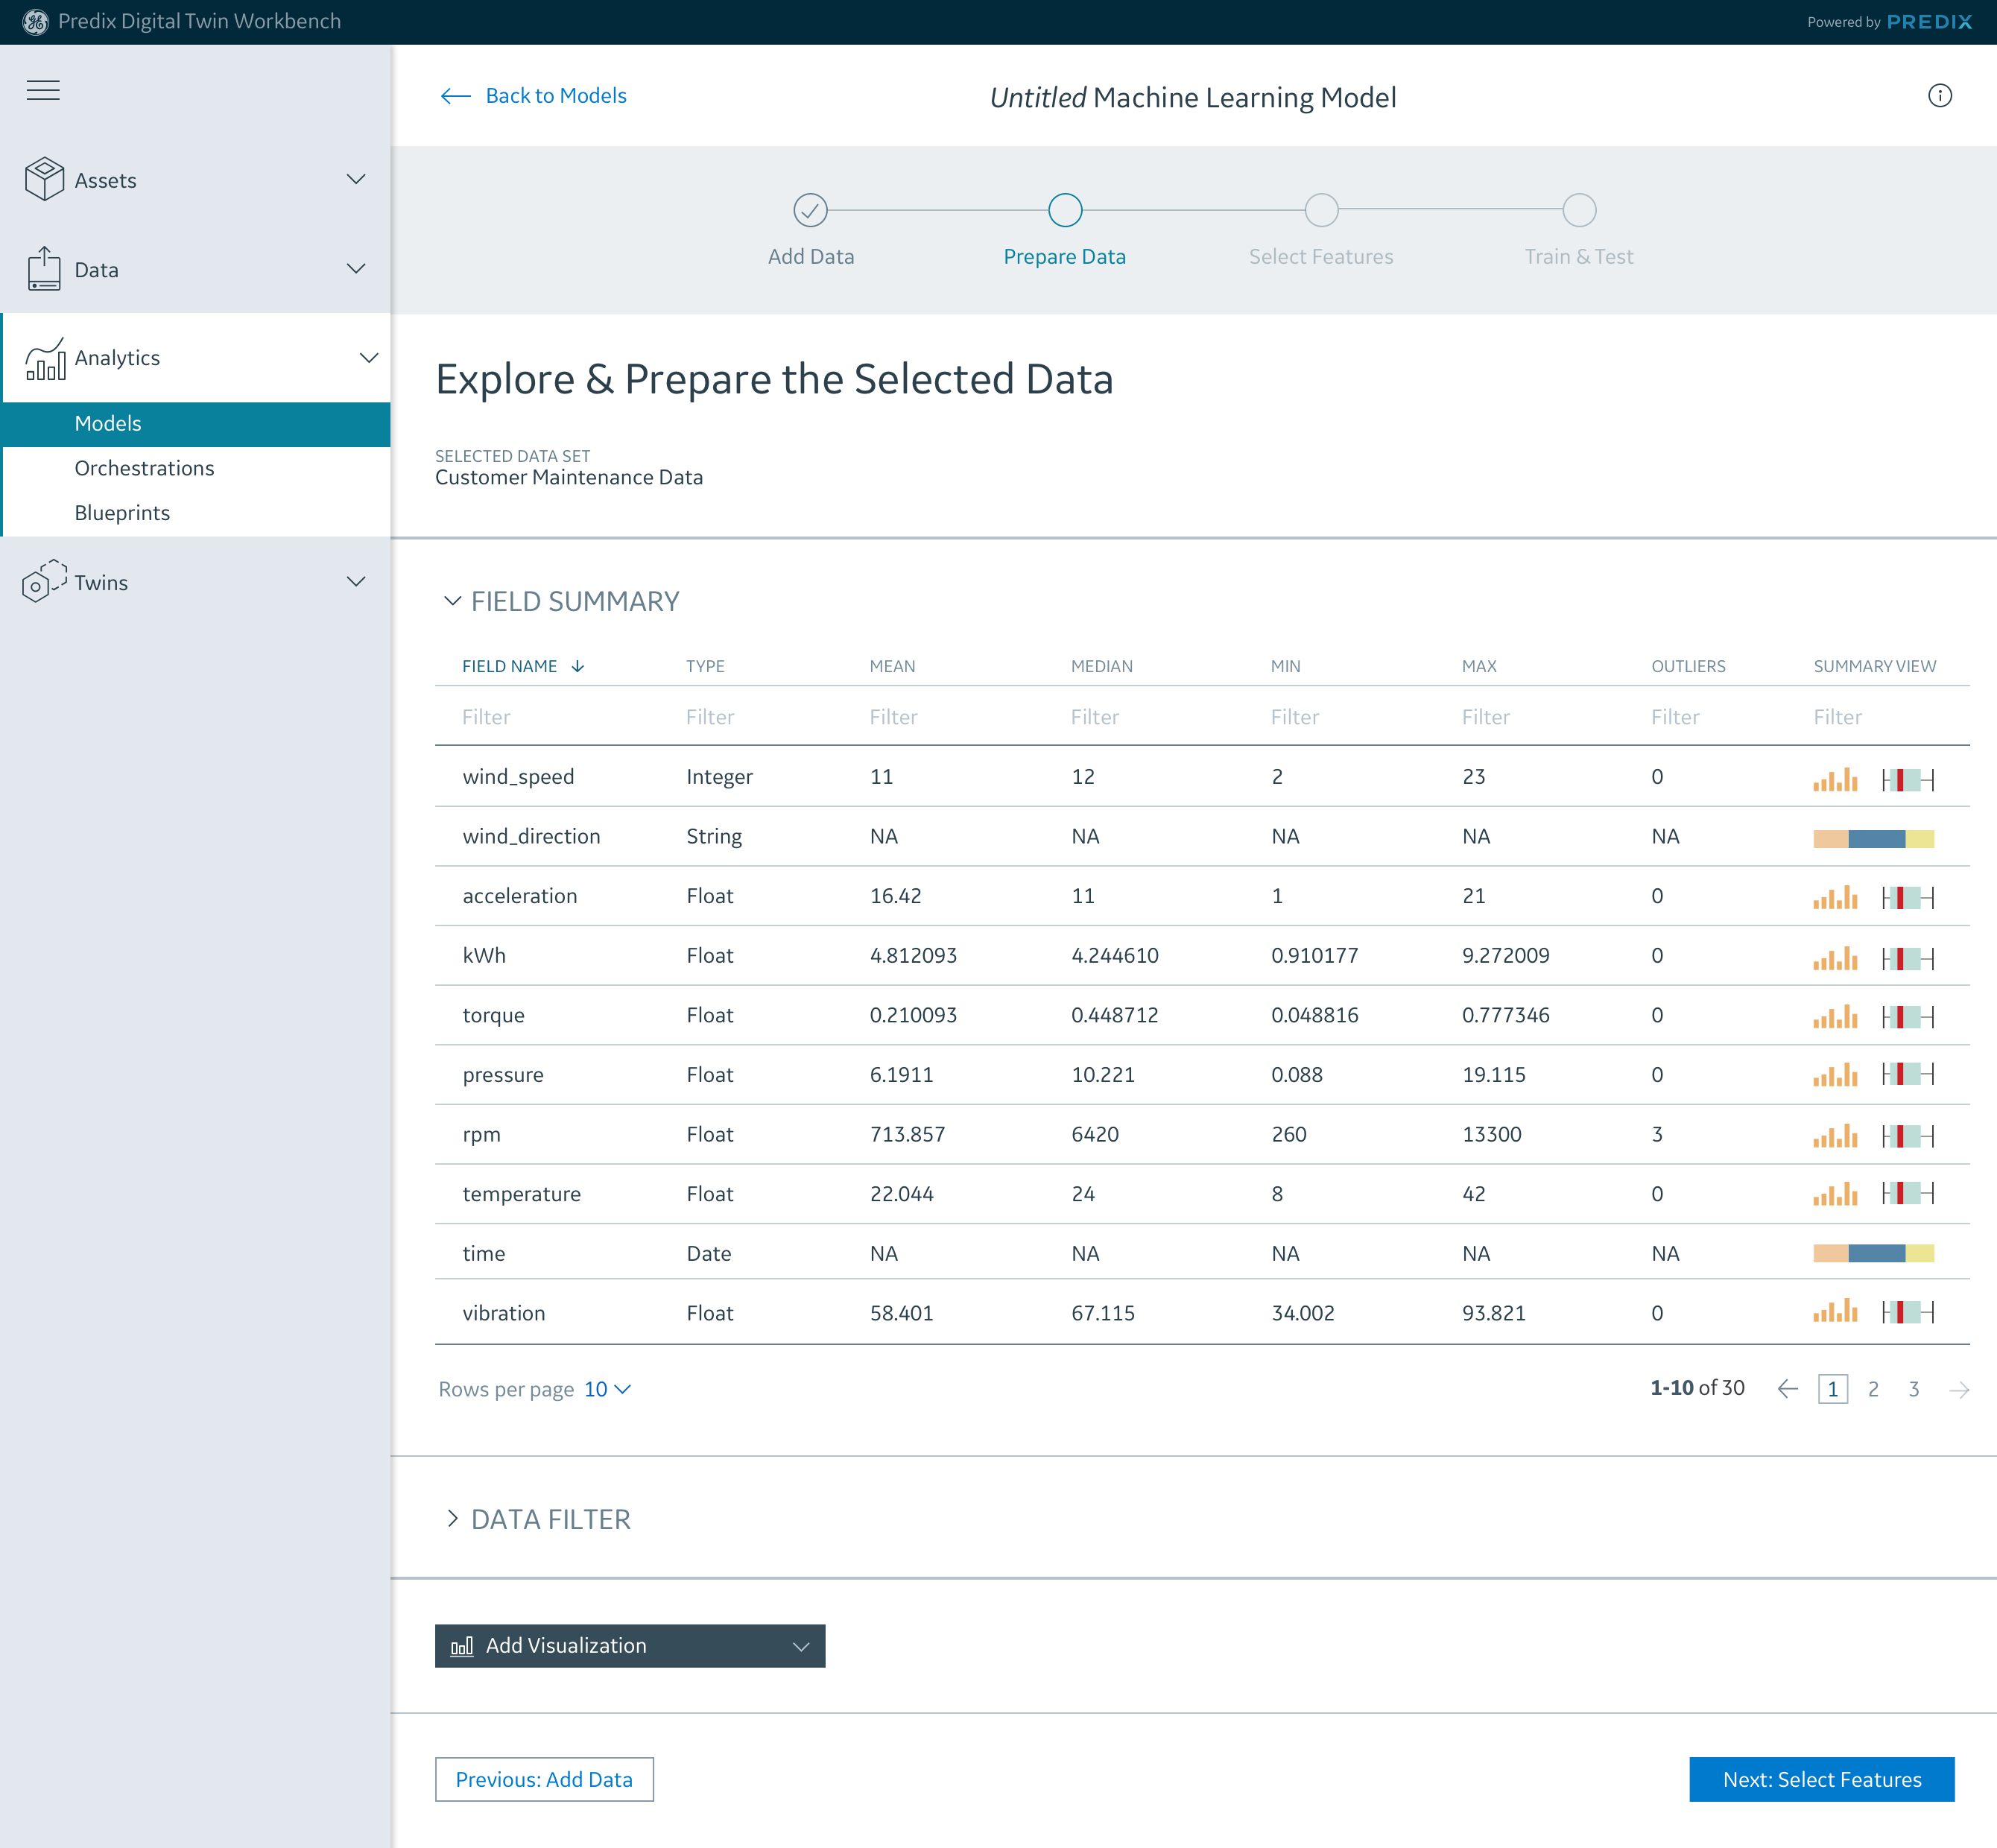 Predix Digital Twin Workbench
Powered by PREDIX
Back to Models
Untitled Machine Learning Model
Assets
Data
Analytics
Models
Orchestrations
Blueprints
Twins
Add Data
Prepare Data
Select Features
Train & Test
Explore & Prepare the Selected Data
SELECTED DATA SET
Customer Maintenance Data
FIELD SUMMARY
FIELD NAME TYPE MEAN MEDIAN MIN MAX OUTLIERS SUMMARY VIEW
Filter Filter Filter Filter Filter Filter Filter Filter
wind_speed Integer 11 12 2 23 0
wind_direction String NA NA NA NA NA
acceleration Float 16.42 11 1 21 0
kWh Float 4.812093 4.244610 0.910177 9.272009 0
torque Float 0.210093 0.448712 0.048816 0.777346 0
pressure Float 6.1911 10.221 0.088 19.115 0
rpm Float 713.857 6420 260 13300 3
temperature Float 22.044 24 8 42 0
time Date NA NA NA NA NA
vibration Float 58.401 67.115 34.002 93.821 0
Rows per page 10
1-10 of 30 1 2 3
DATA FILTER
Add Visualization
Previous: Add Data
Next: Select Features